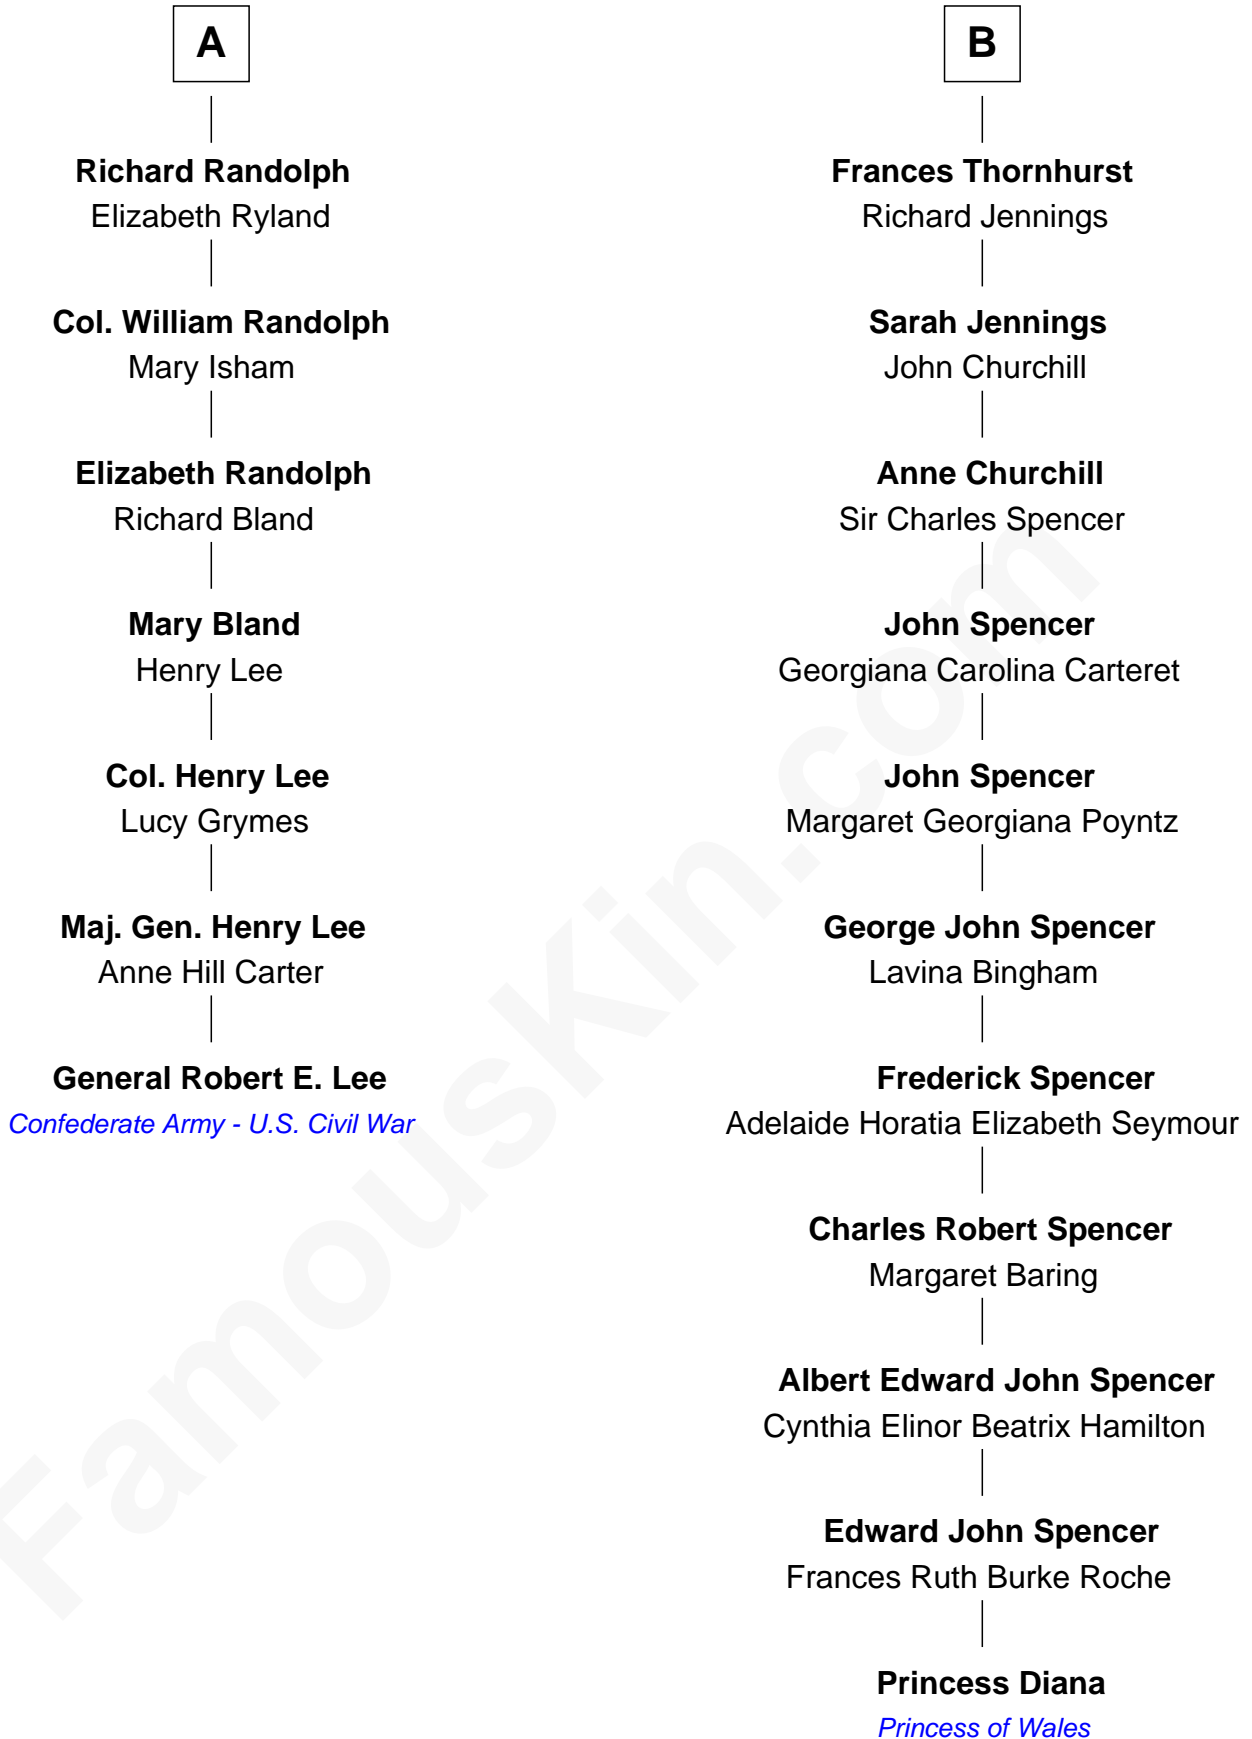 A
Richard Randolph
Elizabeth Ryland
Col. William Randolph
Mary Isham
Elizabeth Randolph
Richard Bland
Mary Bland
Henry Lee
Col. Henry Lee
Lucy Grymes
Maj. Gen. Henry Lee
Anne Hill Carter
General Robert E. Lee
Confederate Army - U.S. Civil War
B
Frances Thornhurst
Richard Jennings
Sarah Jennings
John Churchill
Anne Churchill
Sir Charles Spencer
John Spencer
Georgiana Carolina Carteret
John Spencer
Margaret Georgiana Poyntz
George John Spencer
Lavina Bingham
Frederick Spencer
Adelaide Horatia Elizabeth Seymour
Charles Robert Spencer
Margaret Baring
Albert Edward John Spencer
Cynthia Elinor Beatrix Hamilton
Edward John Spencer
Frances Ruth Burke Roche
Princess Diana
Princess of Wales
FamousKin.com